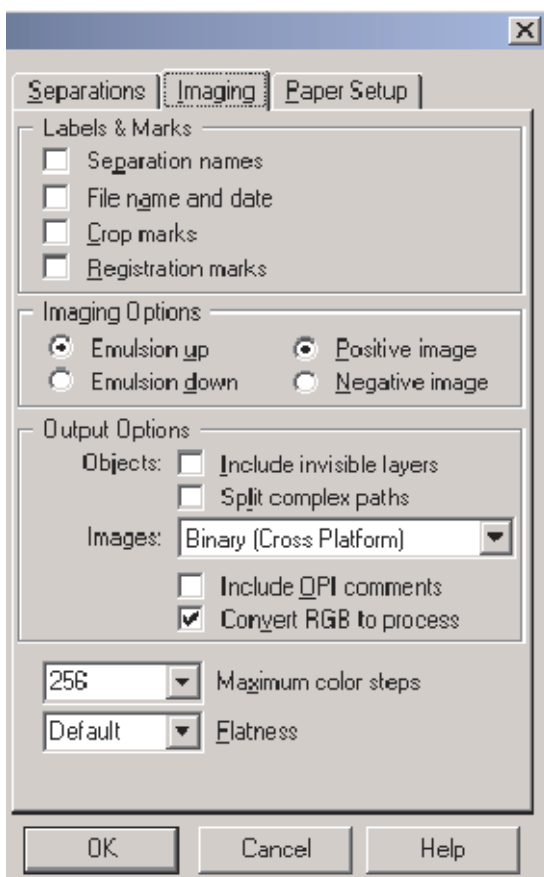 Separations Imaging Paper Setup
Labels & Marks
Separation names
File name and date
Crop marks
Registration marks
Imaging Options
Emulsion up Positive image
Emulsion down Negative image
Output Options
Objects: Include invisible layers
Split complex paths
Images: Binary (Cross Platform)
Include OPI comments
Convert RGB to process
256 Maximum color steps
Default Flatness
OK Cancel Help